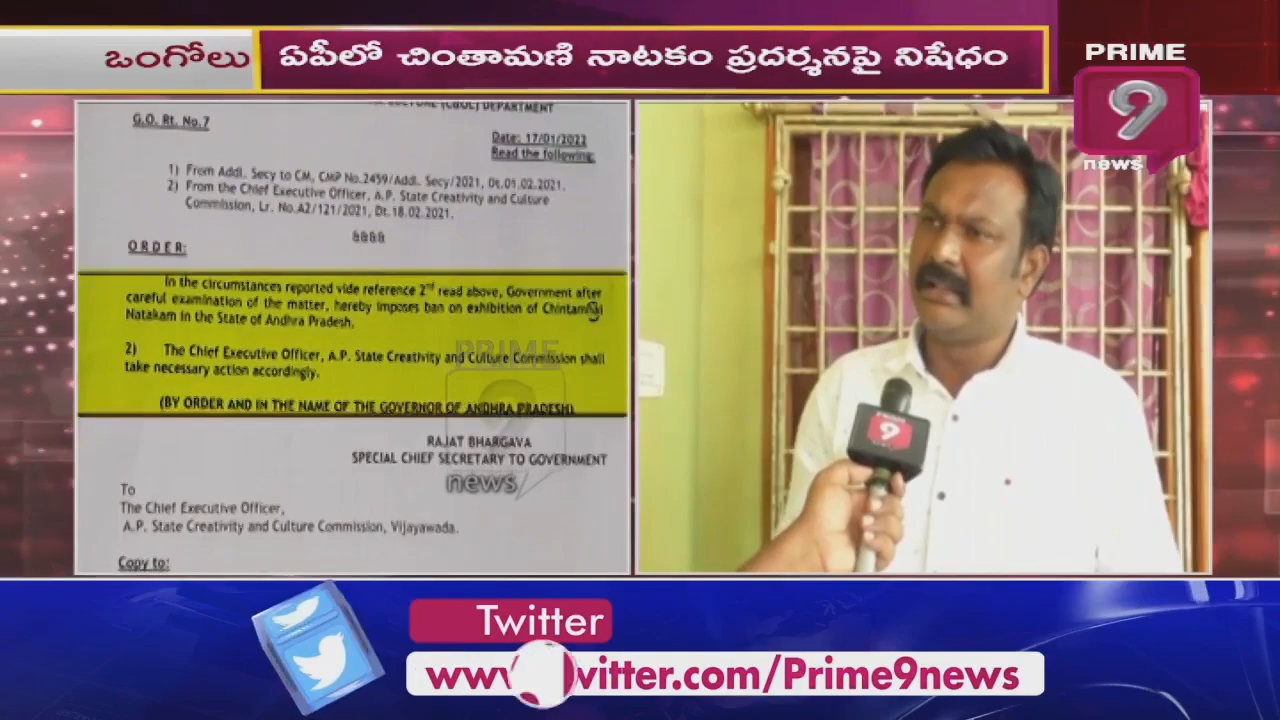 ఒంగోలు
ఏపీలో చింతామణి నాటకం ప్రదర్శనపై నిషేధం
PRIME
9
news
(C&UL) DEPARTMENT
G.O. Rt. No.7
Date: 17/01/2022
Read the following:
1) From Addl. Secy to CM, CMP No.2459/Addl. Secy/2021, Dt.01.02.2021.
2) From the Chief Executive Officer, A.P. State Creativity and Culture
Commission, Lr. No.A2/121/2021, Dt.18.02.2021.
&&&&
ORDER:
In the circumstances reported vide reference 2nd read above, Government after
careful examination of the matter, hereby imposes ban on exhibition of Chintamani
Natakam in the State of Andhra Pradesh.
2) The Chief Executive Officer, A.P. State Creativity and Culture Commission shall
take necessary action accordingly.
(BY ORDER AND IN THE NAME OF THE GOVERNOR OF ANDHRA PRADESH)
RAJAT BHARGAVA
SPECIAL CHIEF SECRETARY TO GOVERNMENT
To
The Chief Executive Officer,
A.P. State Creativity and Culture Commission, Vijayawada.
Copy to:
PRIME
9
news
9
Twitter
vitter.com/Prime9news